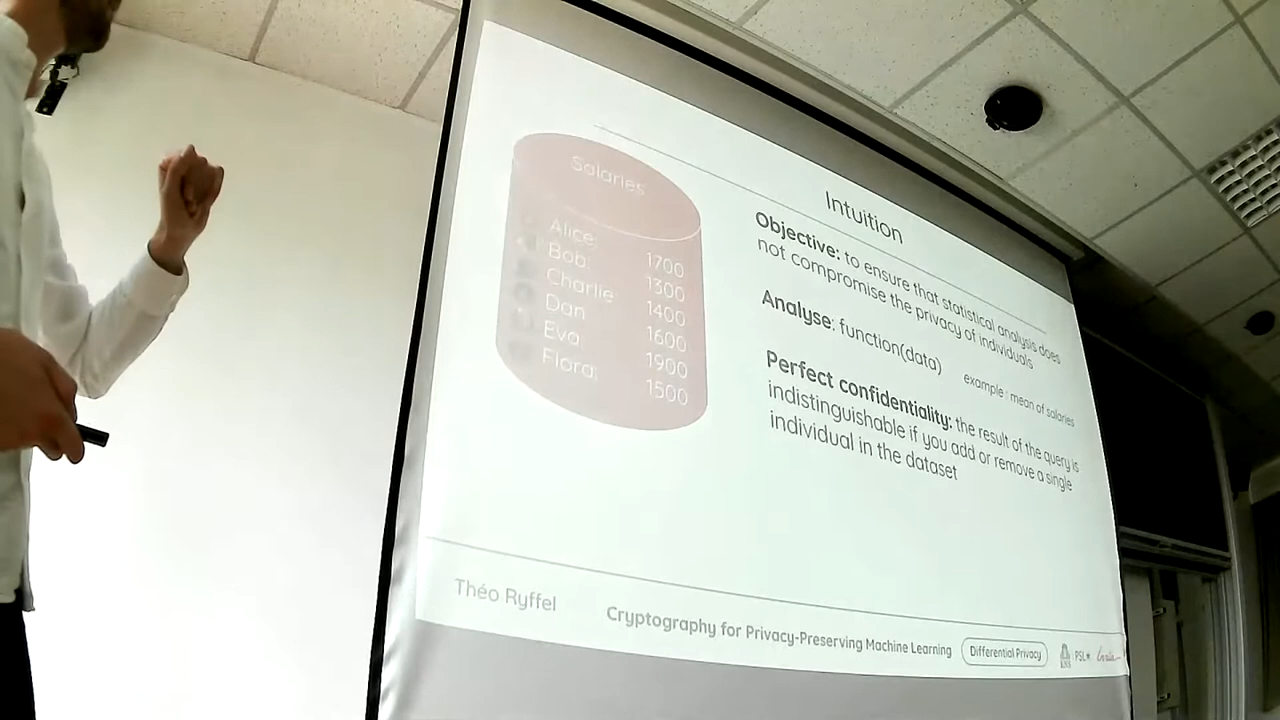 Intuition
Salaries
Alice: 1700
Bob: 1300
Charlie 1400
Dan 1600
Eva 1900
Flora: 1500
Objective: to ensure that statistical analysis does
not compromise the privacy of individuals
Analyse: function(data)
example : mean of salaries
Perfect confidentiality: the result of the query is
indistinguishable if you add or remove a single
individual in the dataset
Théo Ryffel
Cryptography for Privacy-Preserving Machine Learning
Differential Privacy
PSL